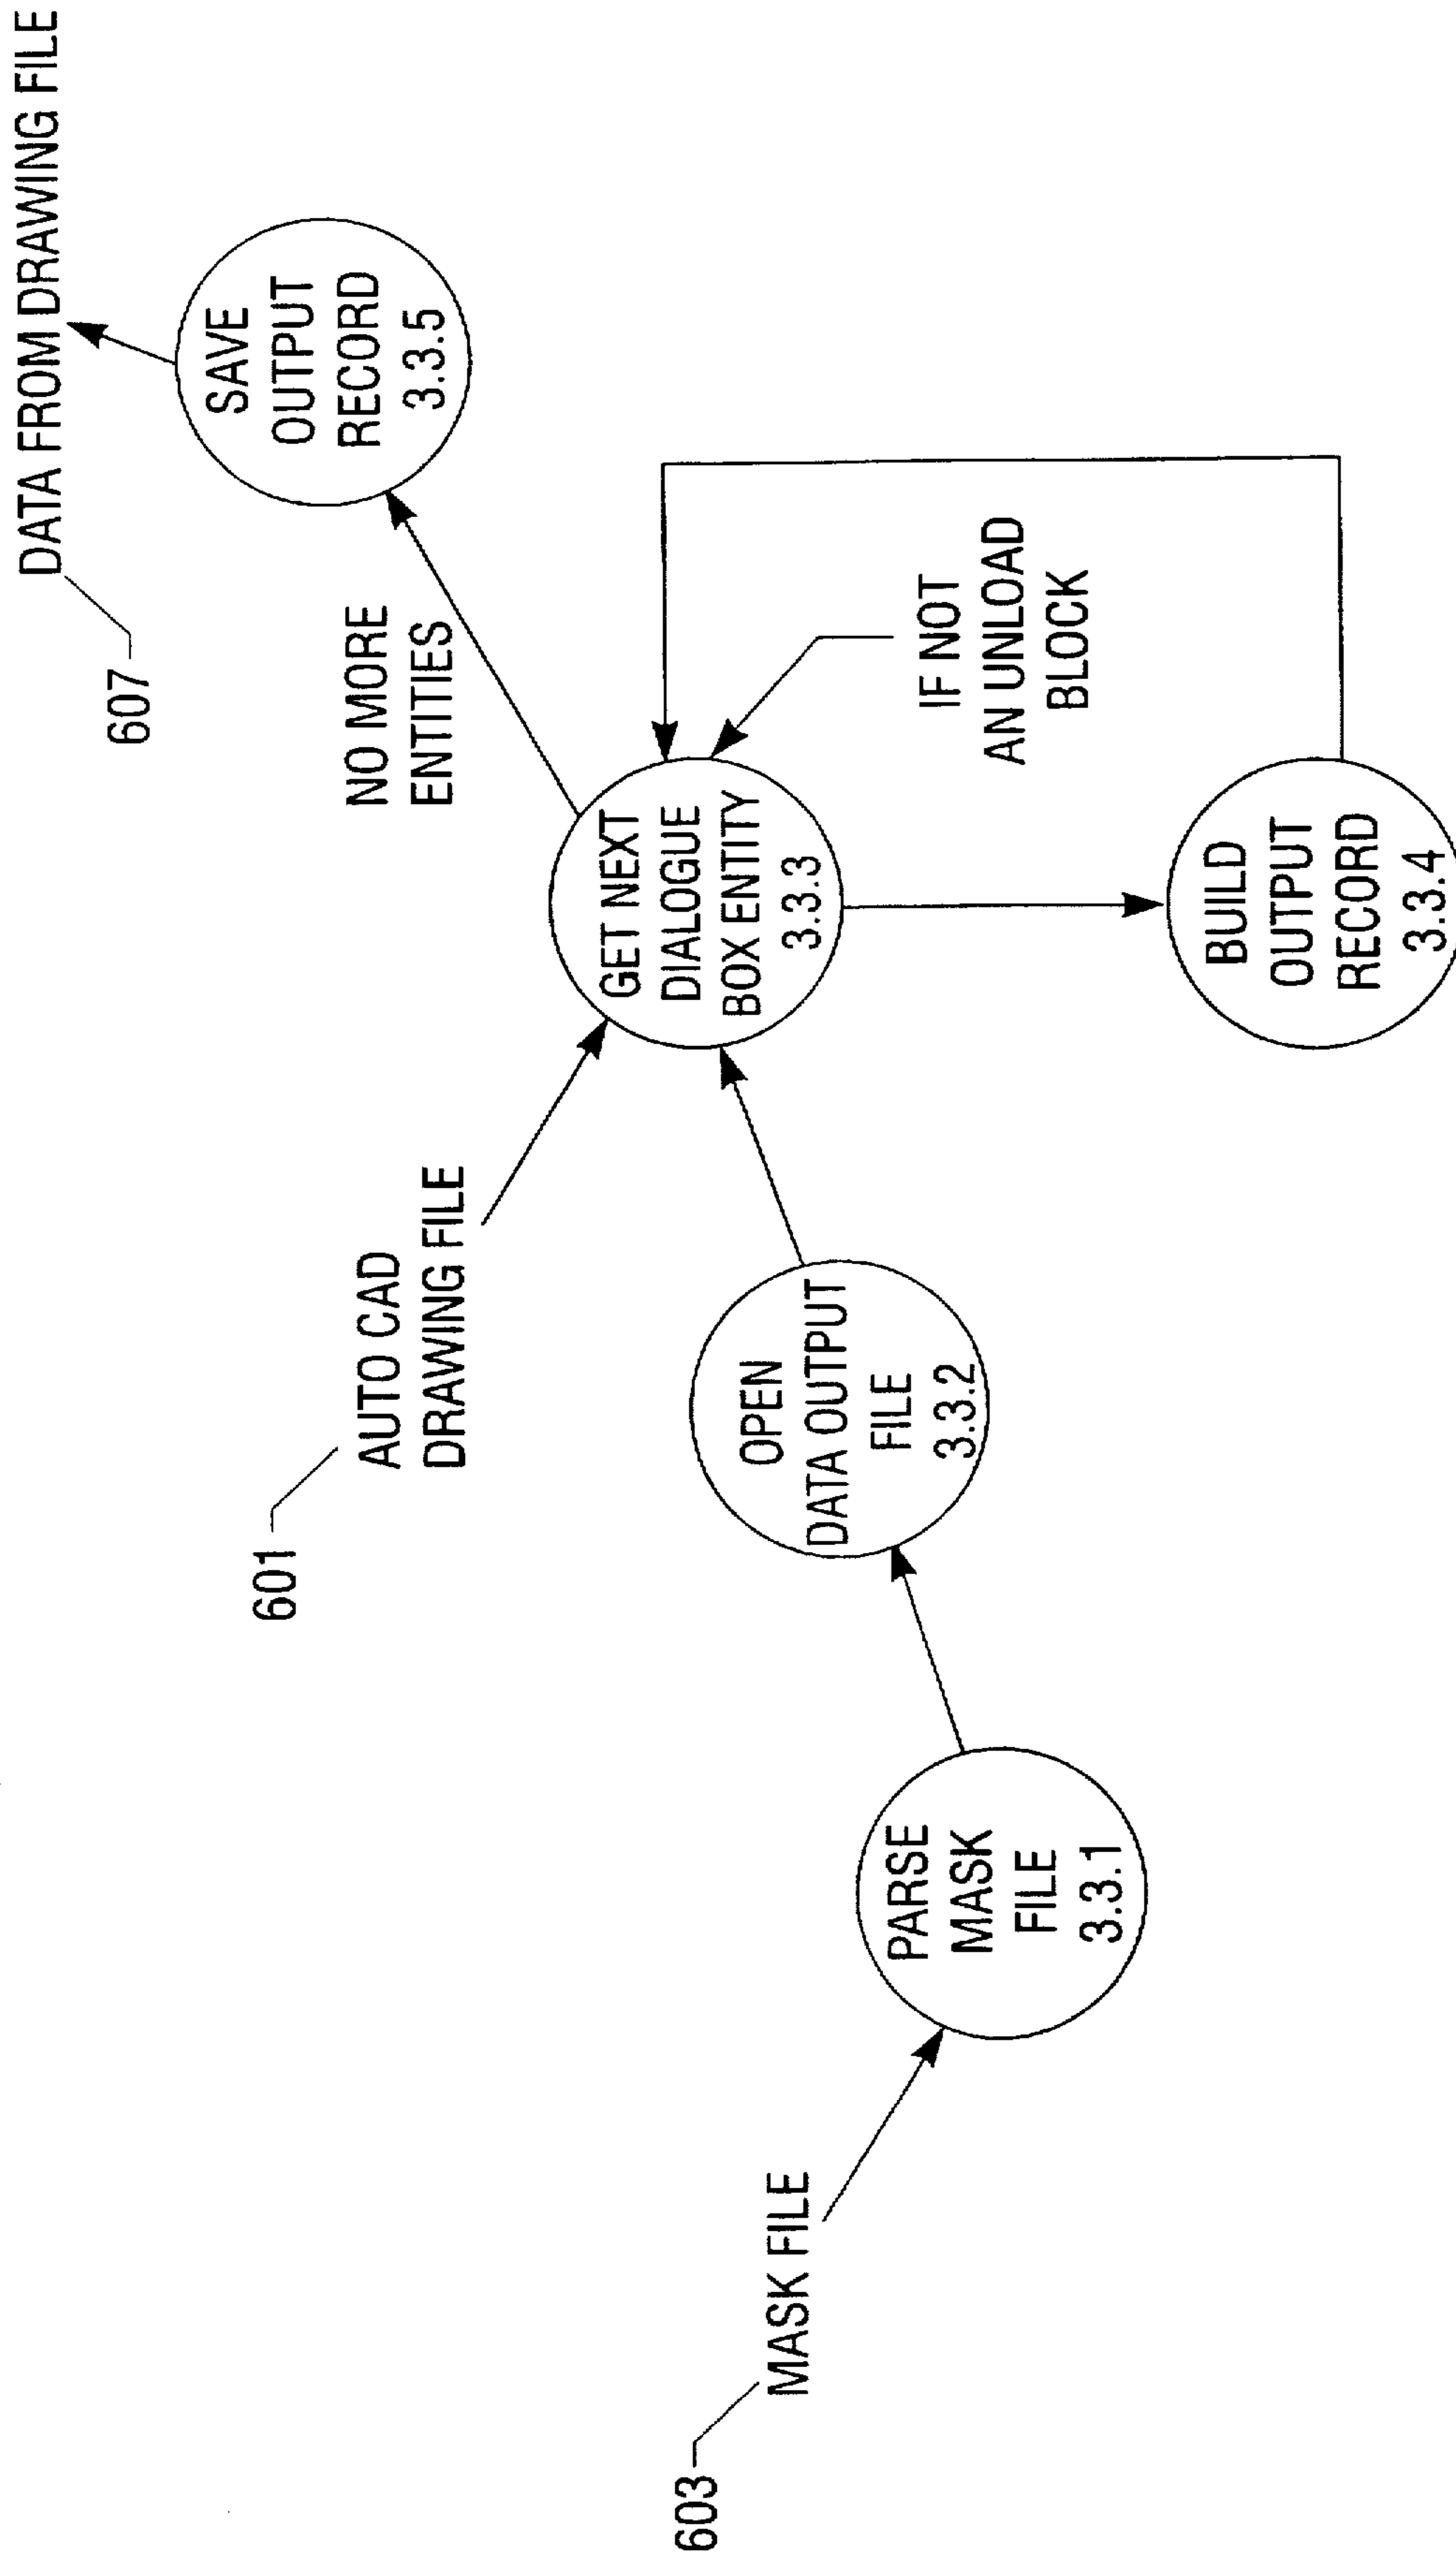 603
MASK FILE
PARSE
MASK
FILE
3.3.1
601
AUTO CAD
DRAWING FILE
OPEN
DATA OUTPUT
FILE
3.3.2
GET NEXT
DIALOGUE
BOX ENTITY
3.3.3
NO MORE
ENTITIES
IF NOT
AN UNLOAD
BLOCK
BUILD
OUTPUT
RECORD
3.3.4
SAVE
OUTPUT
RECORD
3.3.5
607
DATA FROM DRAWING FILE